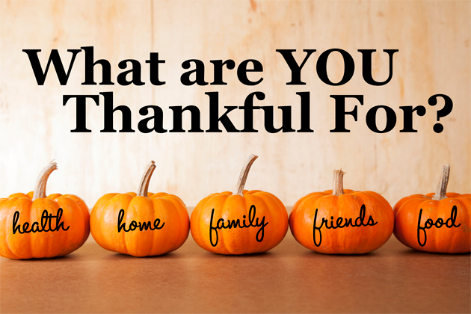 What are YOU
Thankful For?
health home family friends food